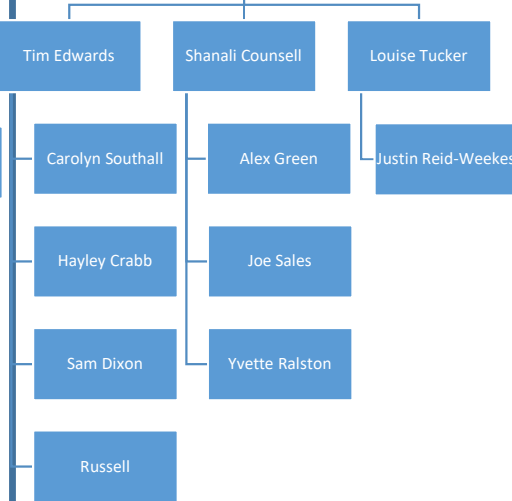 Tim Edwards
Shanali Counsell
Louise Tucker
Carolyn Southall
Alex Green
Justin Reid-Weekes
Hayley Crabb
Joe Sales
Sam Dixon
Yvette Ralston
Russell